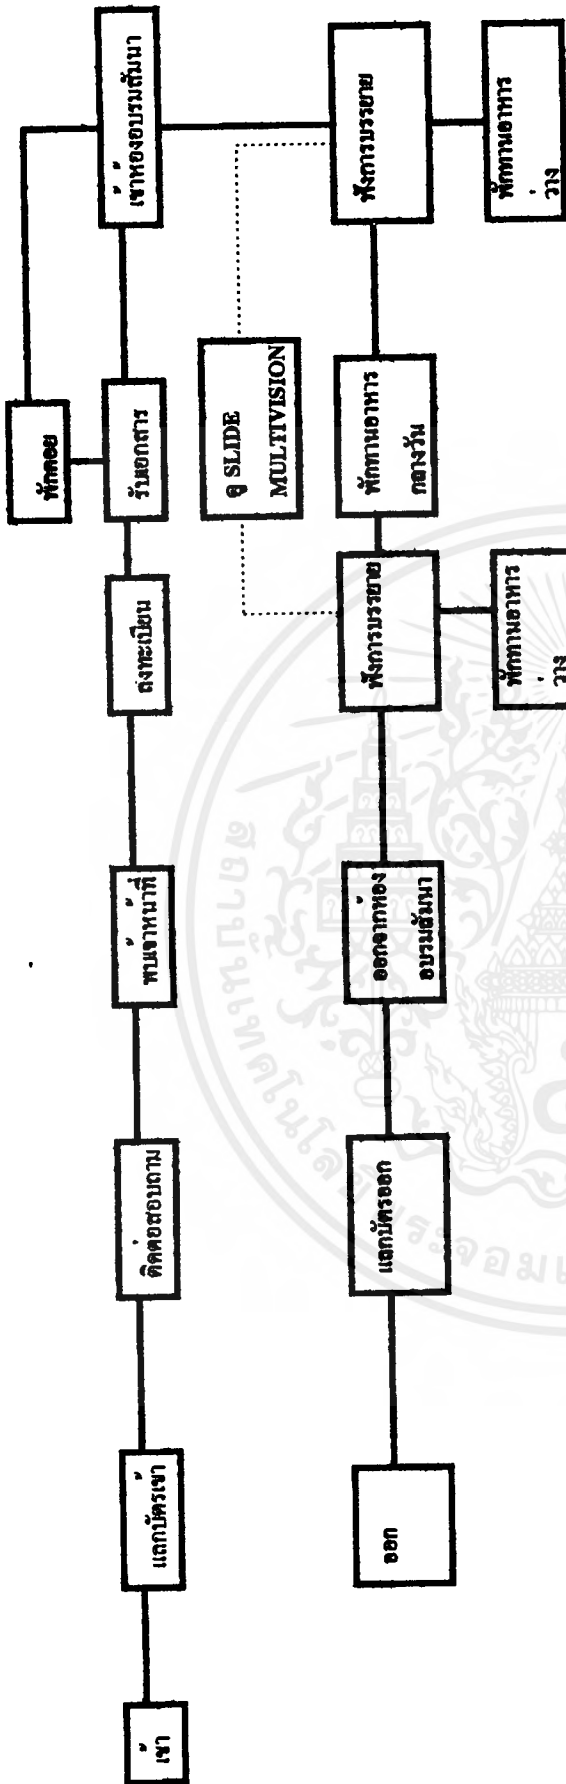 เข้า
แลกบัตรเข้า
ติดต่อสอบถาม
พบเจ้าหน้าที่
ลงทะเบียน
รับเอกสาร
พักคอย
เข้าห้องอบรมสัมนา
ดู SLIDE
MULTIVISION
ฟังการบรรยาย
พักทานอาหาร
ว่าง
พักทานอาหาร
กลางวัน
ฟังการบรรยาย
พักทานอาหาร
ว่าง
ออกจากห้อง
อบรมสัมนา
แลกบัตรออก
ออก